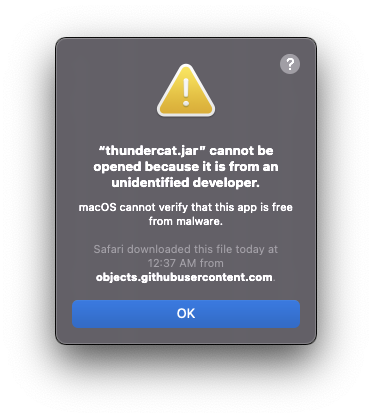 ?
“thundercat.jar” cannot be
opened because it is from an
unidentified developer.
macOS cannot verify that this app is free
from malware.
Safari downloaded this file today at
12:37 AM from
objects.githubusercontent.com.
OK